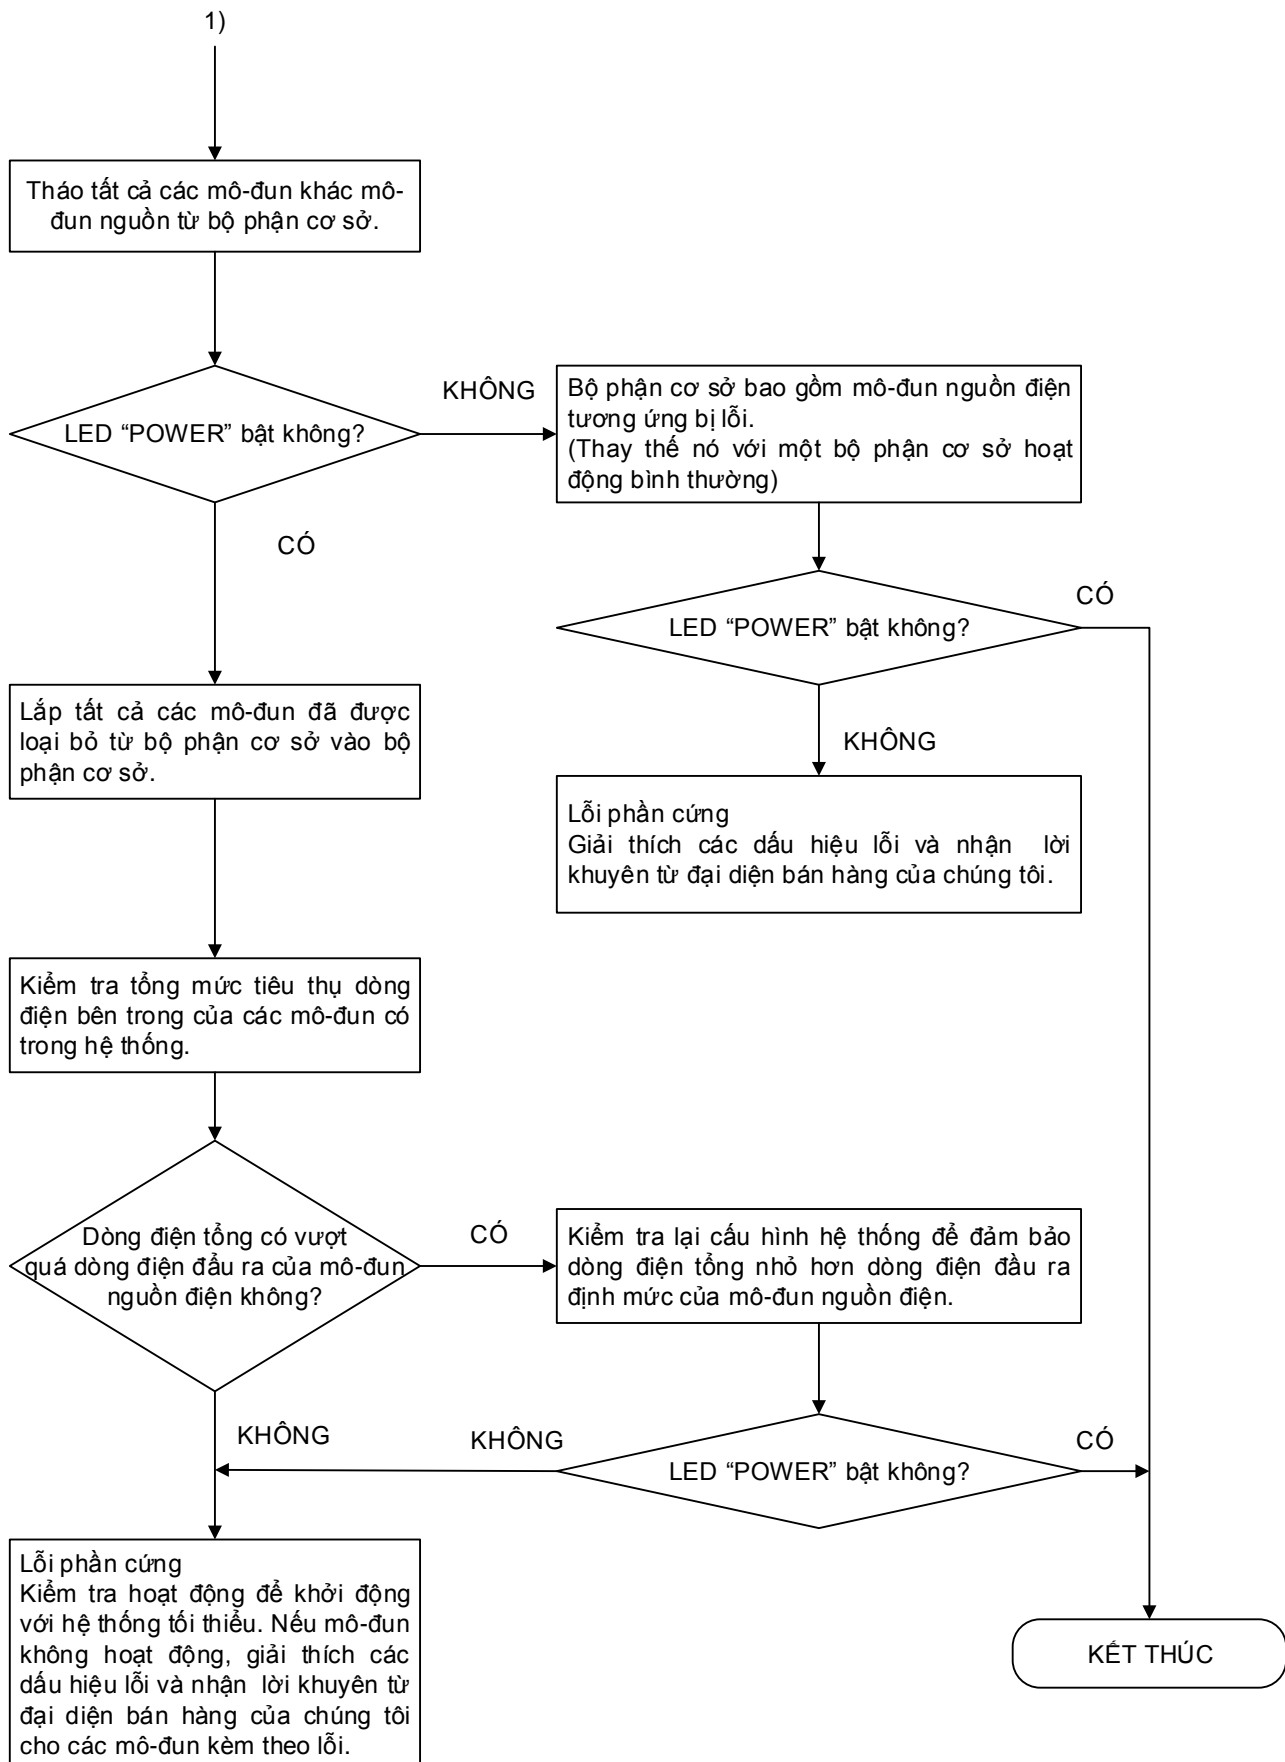 1)
Tháo tất cả các mô-đun khác mô-
đun nguồn từ bộ phận cơ sở.
LED “POWER” bật không?
KHÔNG
Bộ phận cơ sở bao gồm mô-đun nguồn điện
tương ứng bị lỗi.
(Thay thế nó với một bộ phận cơ sở hoạt
động bình thường)
CÓ
LED “POWER” bật không?
CÓ
KHÔNG
Lắp tất cả các mô-đun đã được
loại bỏ từ bộ phận cơ sở vào bộ
phận cơ sở.
Lỗi phần cứng
Giải thích các dấu hiệu lỗi và nhận lời
khuyên từ đại diện bán hàng của chúng tôi.
Kiểm tra tổng mức tiêu thụ dòng
điện bên trong của các mô-đun có
trong hệ thống.
Dòng điện tổng có vượt
quá dòng điện đẩu ra của mô-đun
nguồn điện không?
CÓ
Kiểm tra lại cấu hình hệ thống để đảm bảo
dòng điện tổng nhỏ hơn dòng điện đầu ra
định mức của mô-đun nguồn điện.
KHÔNG
KHÔNG
LED “POWER” bật không?
CÓ
Lỗi phần cứng
Kiểm tra hoạt động để khởi động
với hệ thống tối thiểu. Nếu mô-đun
không hoạt động, giải thích các
dấu hiệu lỗi và nhận lời khuyên từ
đại diện bán hàng của chúng tôi
cho các mô-đun kèm theo lỗi.
KẾT THÚC